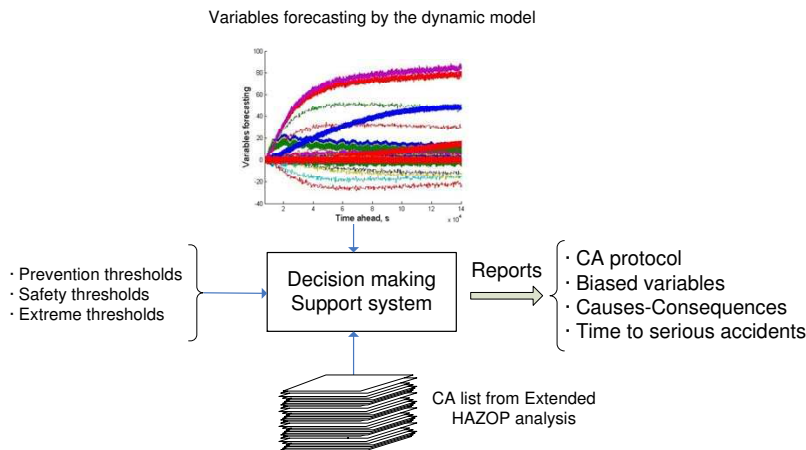 Variables forecasting by the dynamic model
100
80
60
40
20
0
-20
-40
Variables forecasting
2
4
6
8
10
12
14
Time ahead, s
x 10⁴
· Prevention thresholds
· Safety thresholds
· Extreme thresholds
Decision making
Support system
Reports
· CA protocol
· Biased variables
· Causes-Consequences
· Time to serious accidents
CA list from Extended
HAZOP analysis